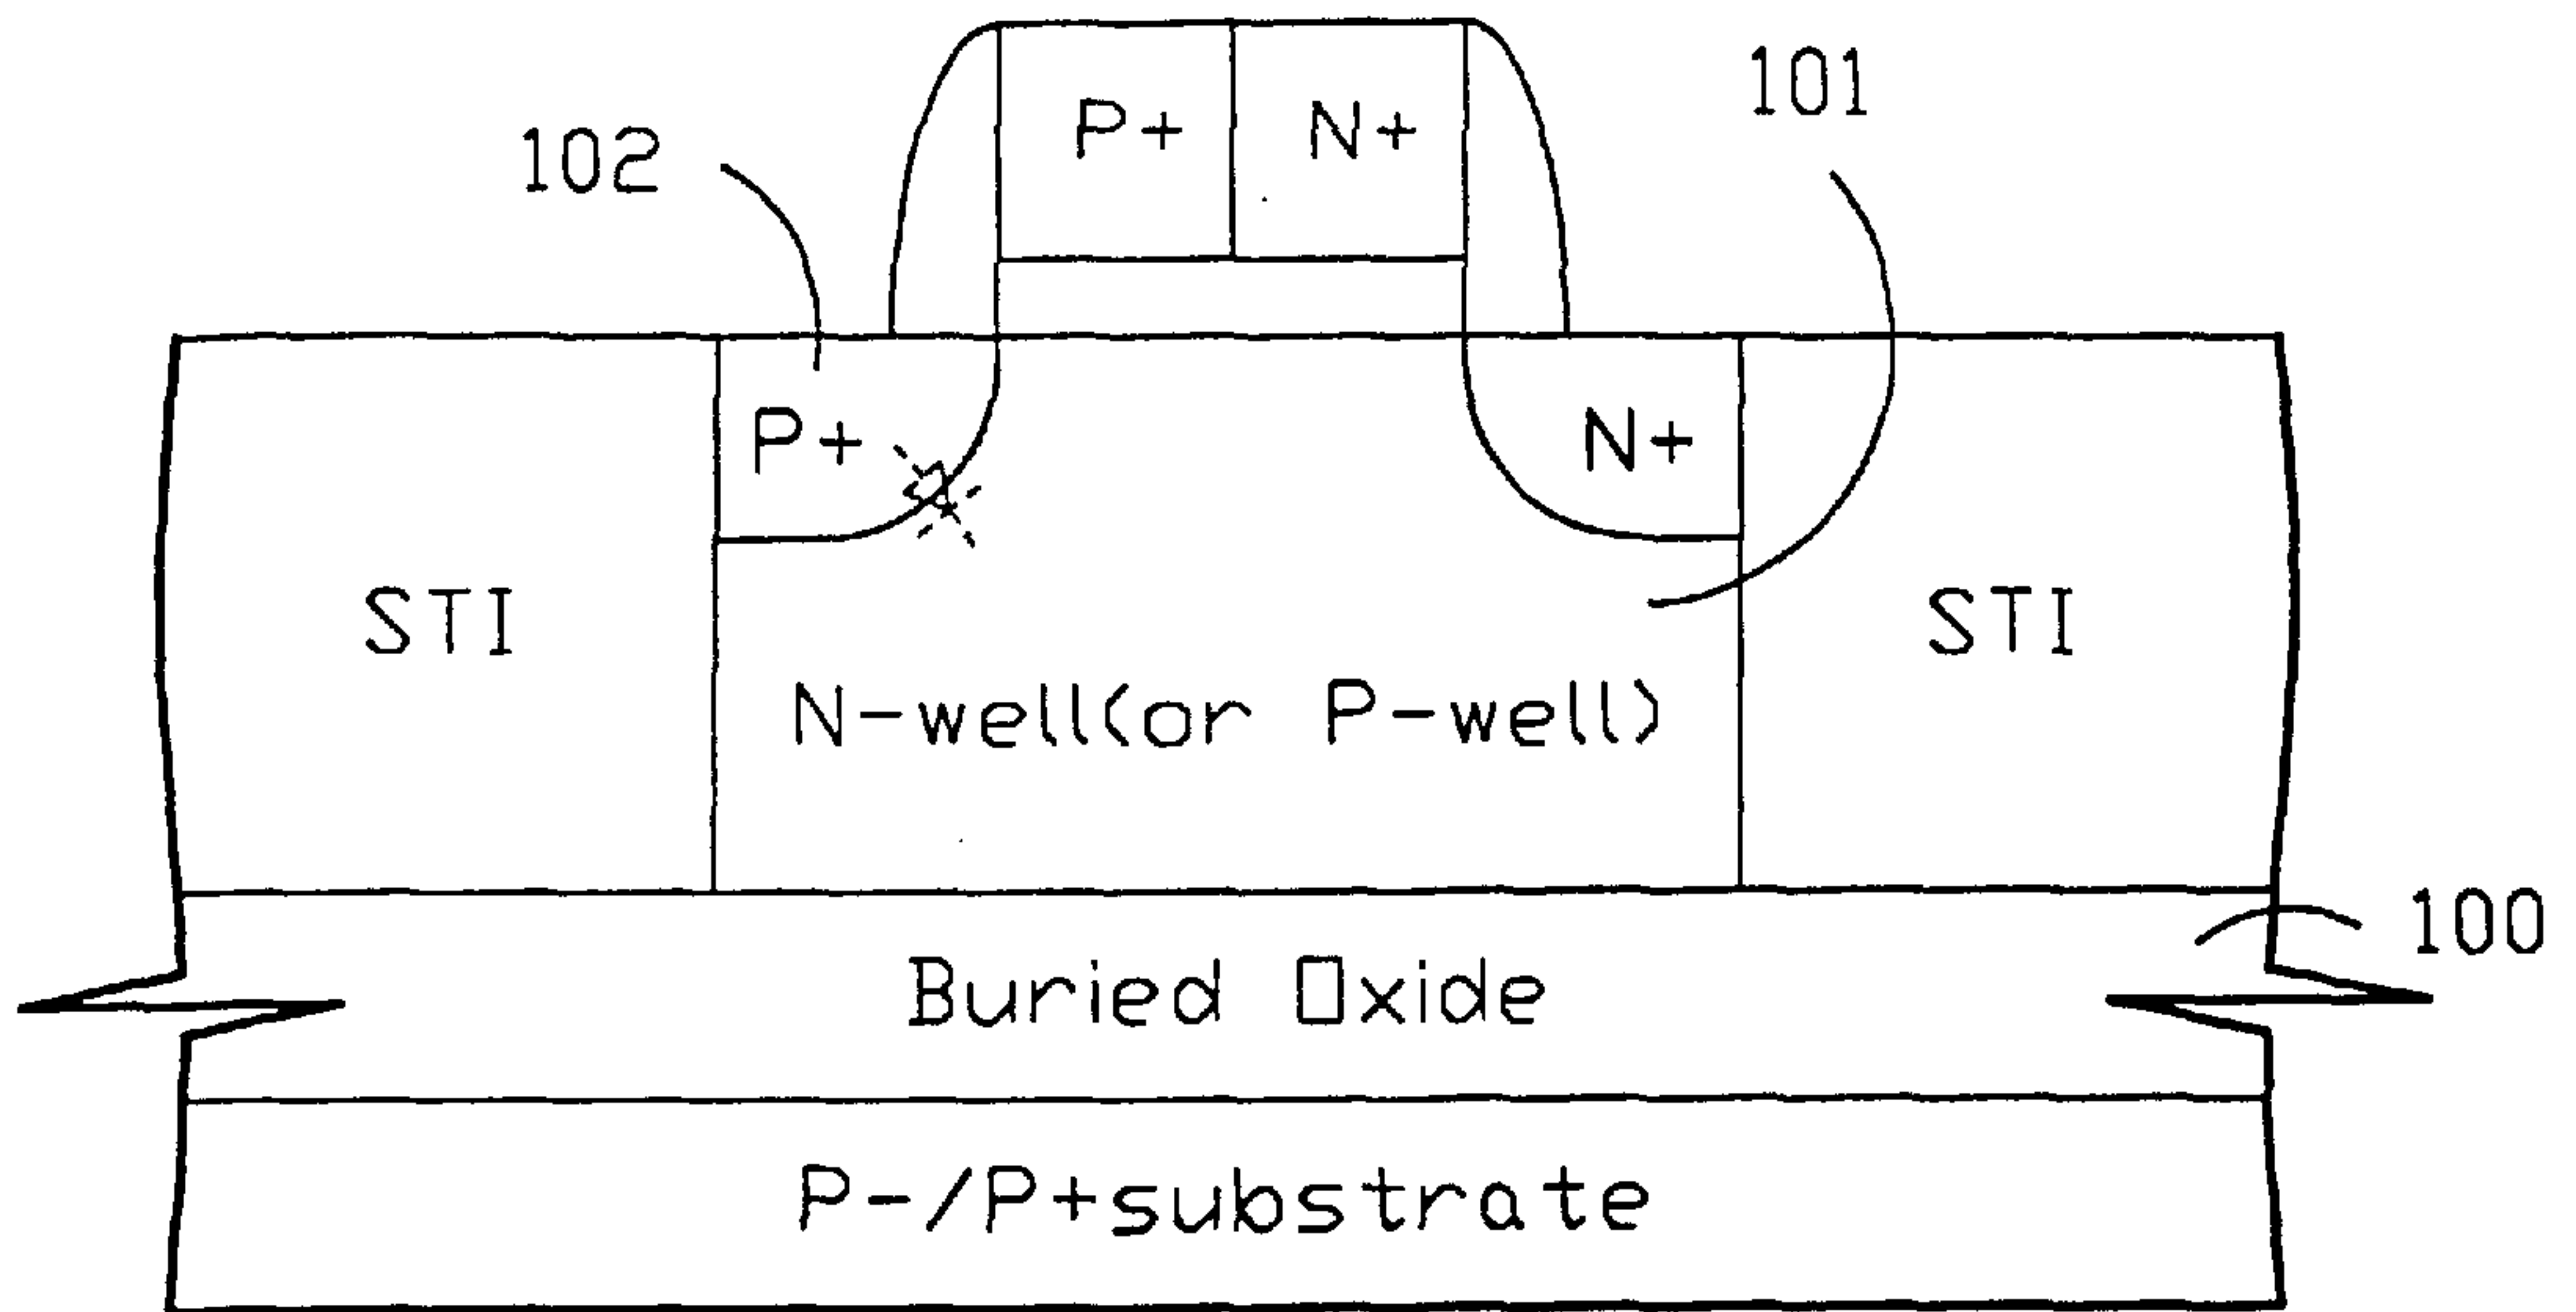 101
P+ N+
102
P+ N+
STI STI
N-well(or P-well)
100
Buried Oxide
P-/P+substrate